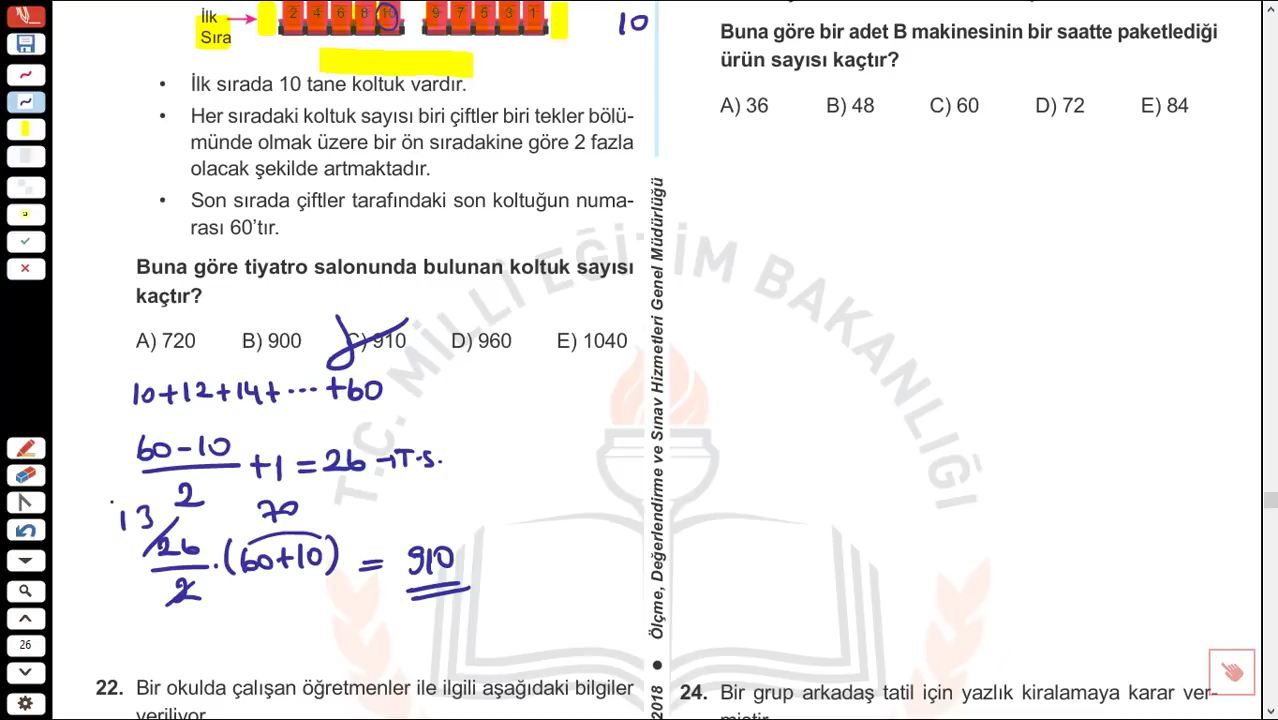 İlk
Sıra
2 4 6 8 10 9 7 5 3 1
10
• İlk sırada 10 tane koltuk vardır.
• Her sıradaki koltuk sayısı biri çiftler biri tekler bölü-
münde olmak üzere bir ön sıradakine göre 2 fazla
olacak şekilde artmaktadır.
• Son sırada çiftler tarafındaki son koltuğun numa-
rası 60'tır.
Buna göre tiyatro salonunda bulunan koltuk sayısı
kaçtır?
A) 720 B) 900 C) 910 D) 960 E) 1040
10+12+14+...+60
60-10
+1 = 26 →T.S.
2
13 70
26 .(60+10) = 910
2
22. Bir okulda çalışan öğretmenler ile ilgili aşağıdaki bilgiler
veriliyor.
2018 ● Ölçme, Değerlendirme ve Sınav Hizmetleri Genel Müdürlüğü
T.C. MİLLİ EĞİTİM BAKANLIĞI
Buna göre bir adet B makinesinin bir saatte paketlediği
ürün sayısı kaçtır?
A) 36 B) 48 C) 60 D) 72 E) 84
24. Bir grup arkadaş tatil için yazlık kiralamaya karar ver-
miştir.
26